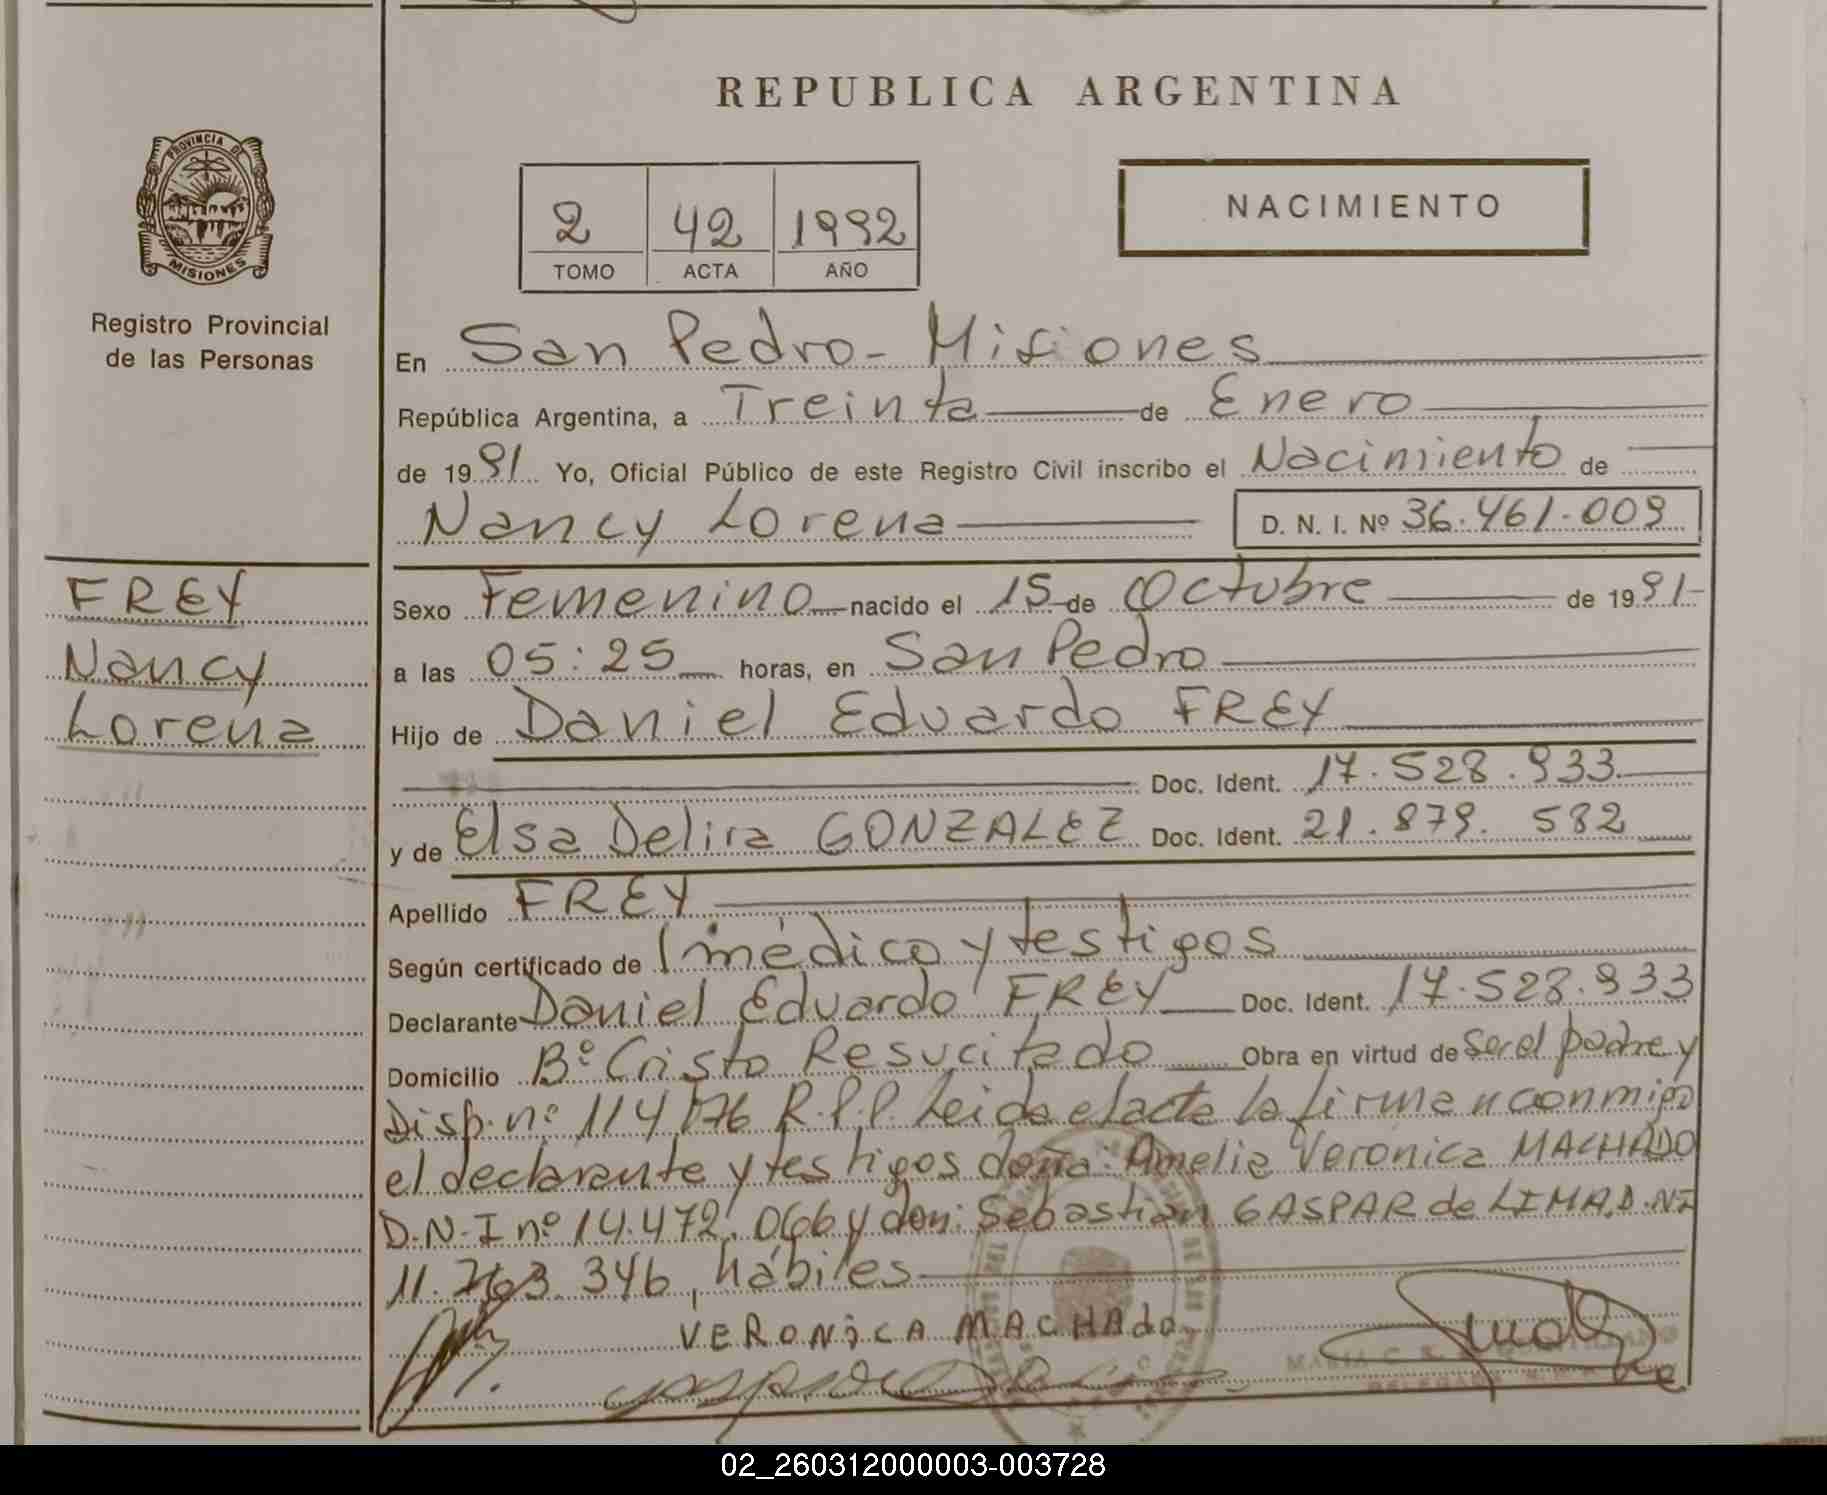 REPUBLICA ARGENTINA
PROVINCIA DE
MISIONES
Registro Provincial
de las Personas
2 42 1992
TOMO ACTA AÑO
NACIMIENTO
En San Pedro - Misiones
República Argentina, a Treinta de Enero
de 1991 Yo, Oficial Público de este Registro Civil inscribo el Nacimiento de
Nancy Lorena D. N. I. Nº 36.461.009
FREY
Nancy
Lorena
Sexo Femenino nacido el 15 de Octubre de 1991-
a las 05:25 horas, en San Pedro
Hijo de Daniel Eduardo FREY
Doc. Ident. 17.528.933
y de Elsa Delira GONZALEZ Doc. Ident. 21.879.582
Apellido FREY
Según certificado de 1 médico y testigos
Declarante Daniel Eduardo FREY Doc. Ident. 17.528.933
Domicilio Bº Cristo Resucitado Obra en virtud de ser el padre y
Disp. nº 114/76 R.P.P. Leida el acta la firman conmigo
el declarante y testigos doña: Amelia Veronica MACHADO
D.N.I nº 14.472.066 y don: Sebastián GASPAR de LIMA, D.NI
11.763.346, hábiles
VERONiCA MACHAdo
MARIA C.
02_260312000003-003728